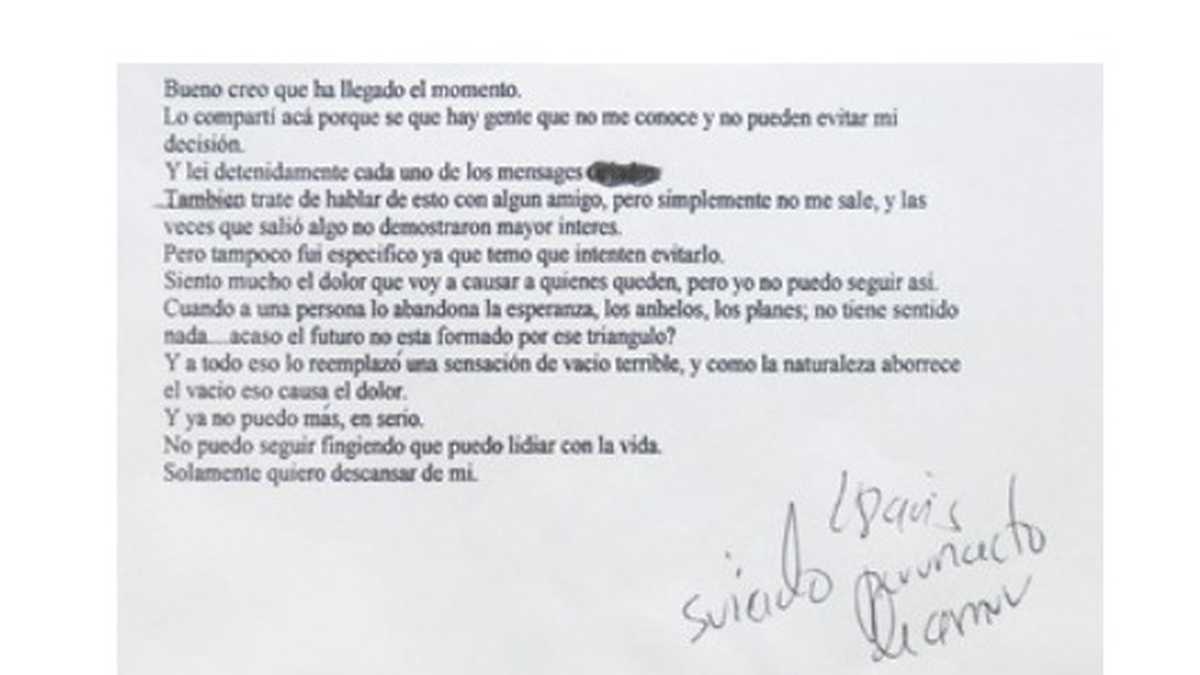 Bueno creo que ha llegado el momento.
Lo compartí acá porque se que hay gente que no me conoce y no pueden evitar mi
decisión.
Y lei detenidamente cada uno de los mensages
Tambien trate de hablar de esto con algun amigo, pero simplemente no me sale, y las
veces que salió algo no demostraron mayor interes.
Pero tampoco fui especifico ya que temo que intenten evitarlo.
Siento mucho el dolor que voy a causar a quienes queden, pero yo no puedo seguir asi.
Cuando a una persona lo abandona la esperanza, los anhelos, los planes; no tiene sentido
nada....acaso el futuro no esta formado por ese triangulo?
Y a todo eso lo reemplazó una sensación de vacio terrible, y como la naturaleza aborrece
el vacio eso causa el dolor.
Y ya no puedo más, en serio.
No puedo seguir fingiendo que puedo lidiar con la vida.
Solamente quiero descansar de mi.
suicido